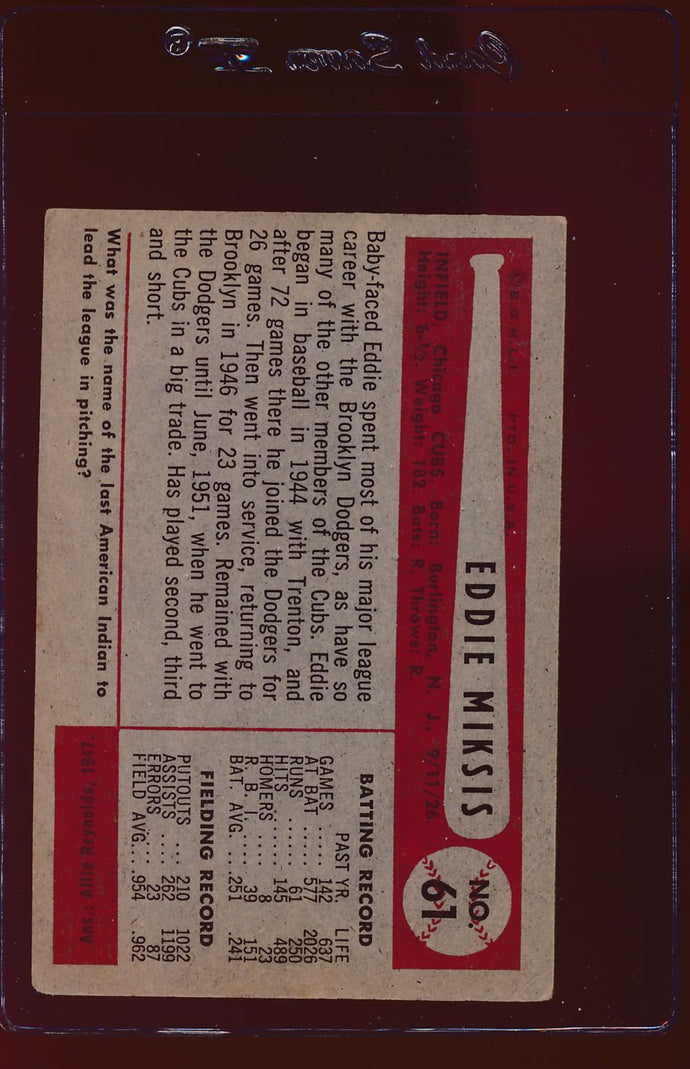 Card Saver II ®
© B.G.H.L.I. PTD. IN U.S.A.
EDDIE MIKSIS
NO.
61
INFIELD, Chicago CUBS. Born: Burlington, N. J., 9/11/26.
Height: 6-½. Weight: 182. Bats: R. Throws: R.
Baby-faced Eddie spent most of his major league
career with the Brooklyn Dodgers, as have so
many of the other members of the Cubs. Eddie
began in baseball in 1944 with Trenton, and
after 72 games there he joined the Dodgers for
26 games. Then went into service, returning to
Brooklyn in 1946 for 23 games. Remained with
the Dodgers until June, 1951, when he went to
the Cubs in a big trade. Has played second, third
and short.
BATTING RECORD
PAST YR. LIFE
GAMES ..... 142 637
AT BAT ..... 577 2026
RUNS ..... 61 250
HITS ..... 145 489
HOMERS .... 8 23
R. B. I. .... 39 151
BAT. AVG. ... .251 .241
FIELDING RECORD
PUTOUTS ... 210 1022
ASSISTS .... 262 1199
ERRORS .... 23 87
FIELD AVG.... .954 .962
What was the name of the last American Indian to
lead the league in pitching?
Ans.: Allie Reynolds, 1947.